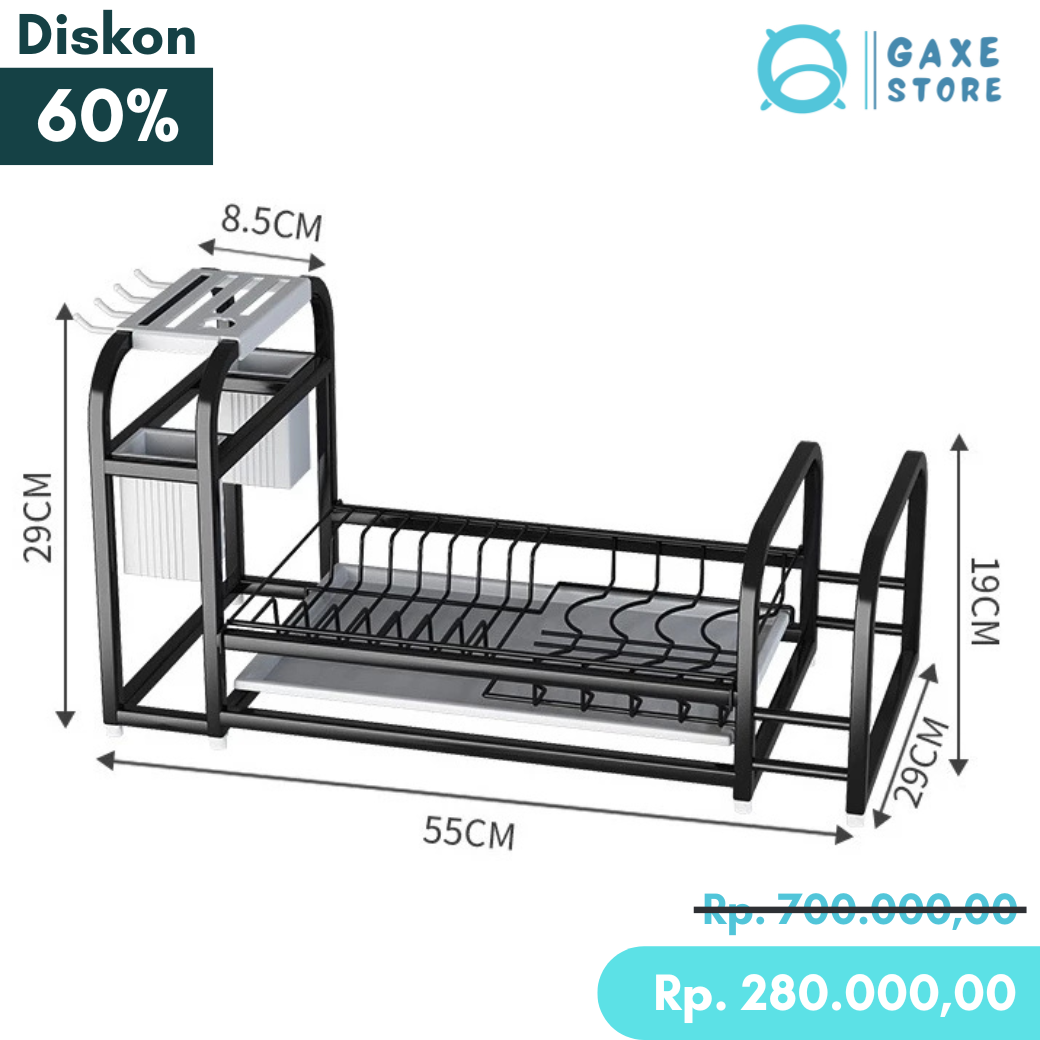 Diskon
60%
GAXE
STORE
8.5CM
29CM
19CM
29CM
55CM
Rp. 700.000,00
Rp. 280.000,00